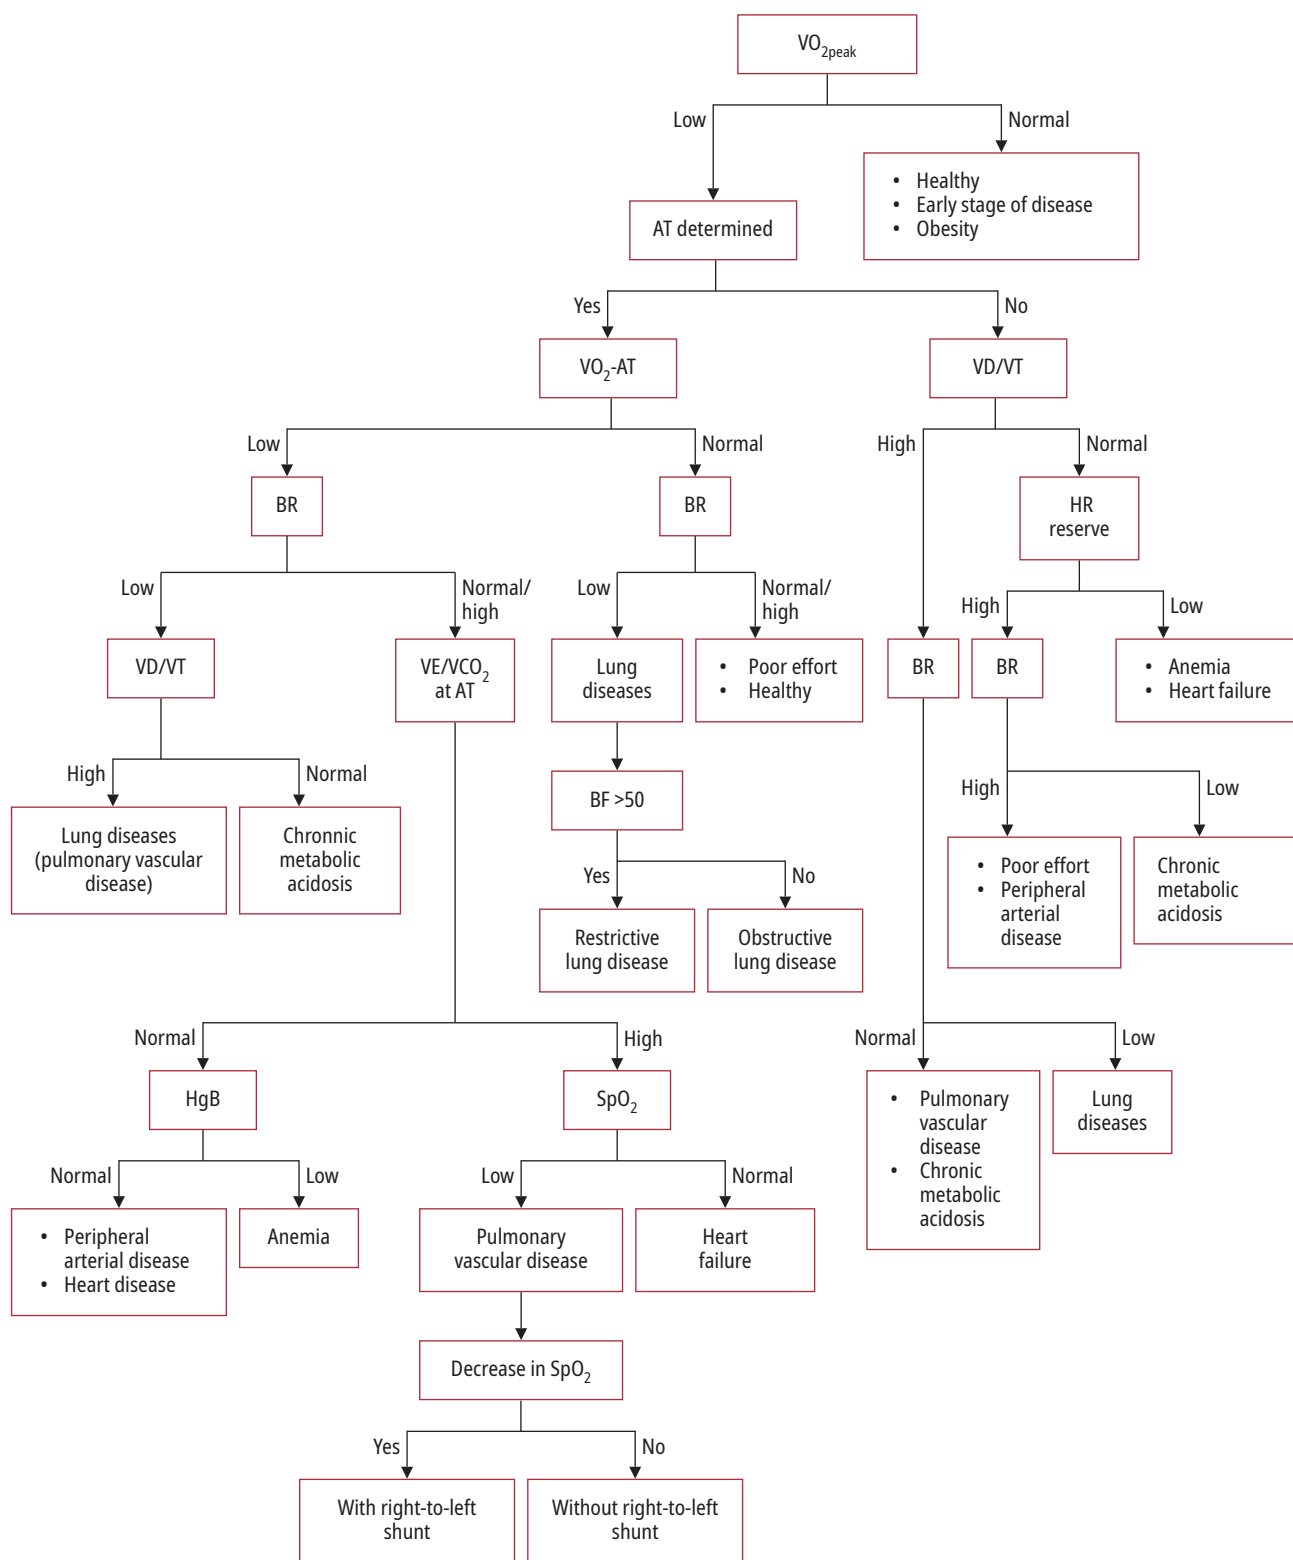 VO2peak
Low
Normal
• Healthy
• Early stage of disease
• Obesity
AT determined
Yes
No
VO2-AT
VD/VT
Low
Normal
High
Normal
BR
BR
HR
reserve
Low
Normal/
high
Low
Normal/
high
High
Low
VD/VT
VE/VCO2
at AT
Lung
diseases
• Poor effort
• Healthy
BR
BR
• Anemia
• Heart failure
High
Normal
BF >50
High
Low
Lung diseases
(pulmonary vascular
disease)
Chronnic
metabolic
acidosis
Yes
No
• Poor effort
• Peripheral
arterial
disease
Chronic
metabolic
acidosis
Restrictive
lung disease
Obstructive
lung disease
Normal
High
Normal
Low
HgB
SpO2
• Pulmonary
vascular
disease
• Chronic
metabolic
acidosis
Lung
diseases
Normal
Low
Low
Normal
• Peripheral
arterial disease
• Heart disease
Anemia
Pulmonary
vascular disease
Heart
failure
Decrease in SpO2
Yes
No
With right-to-left
shunt
Without right-to-left
shunt